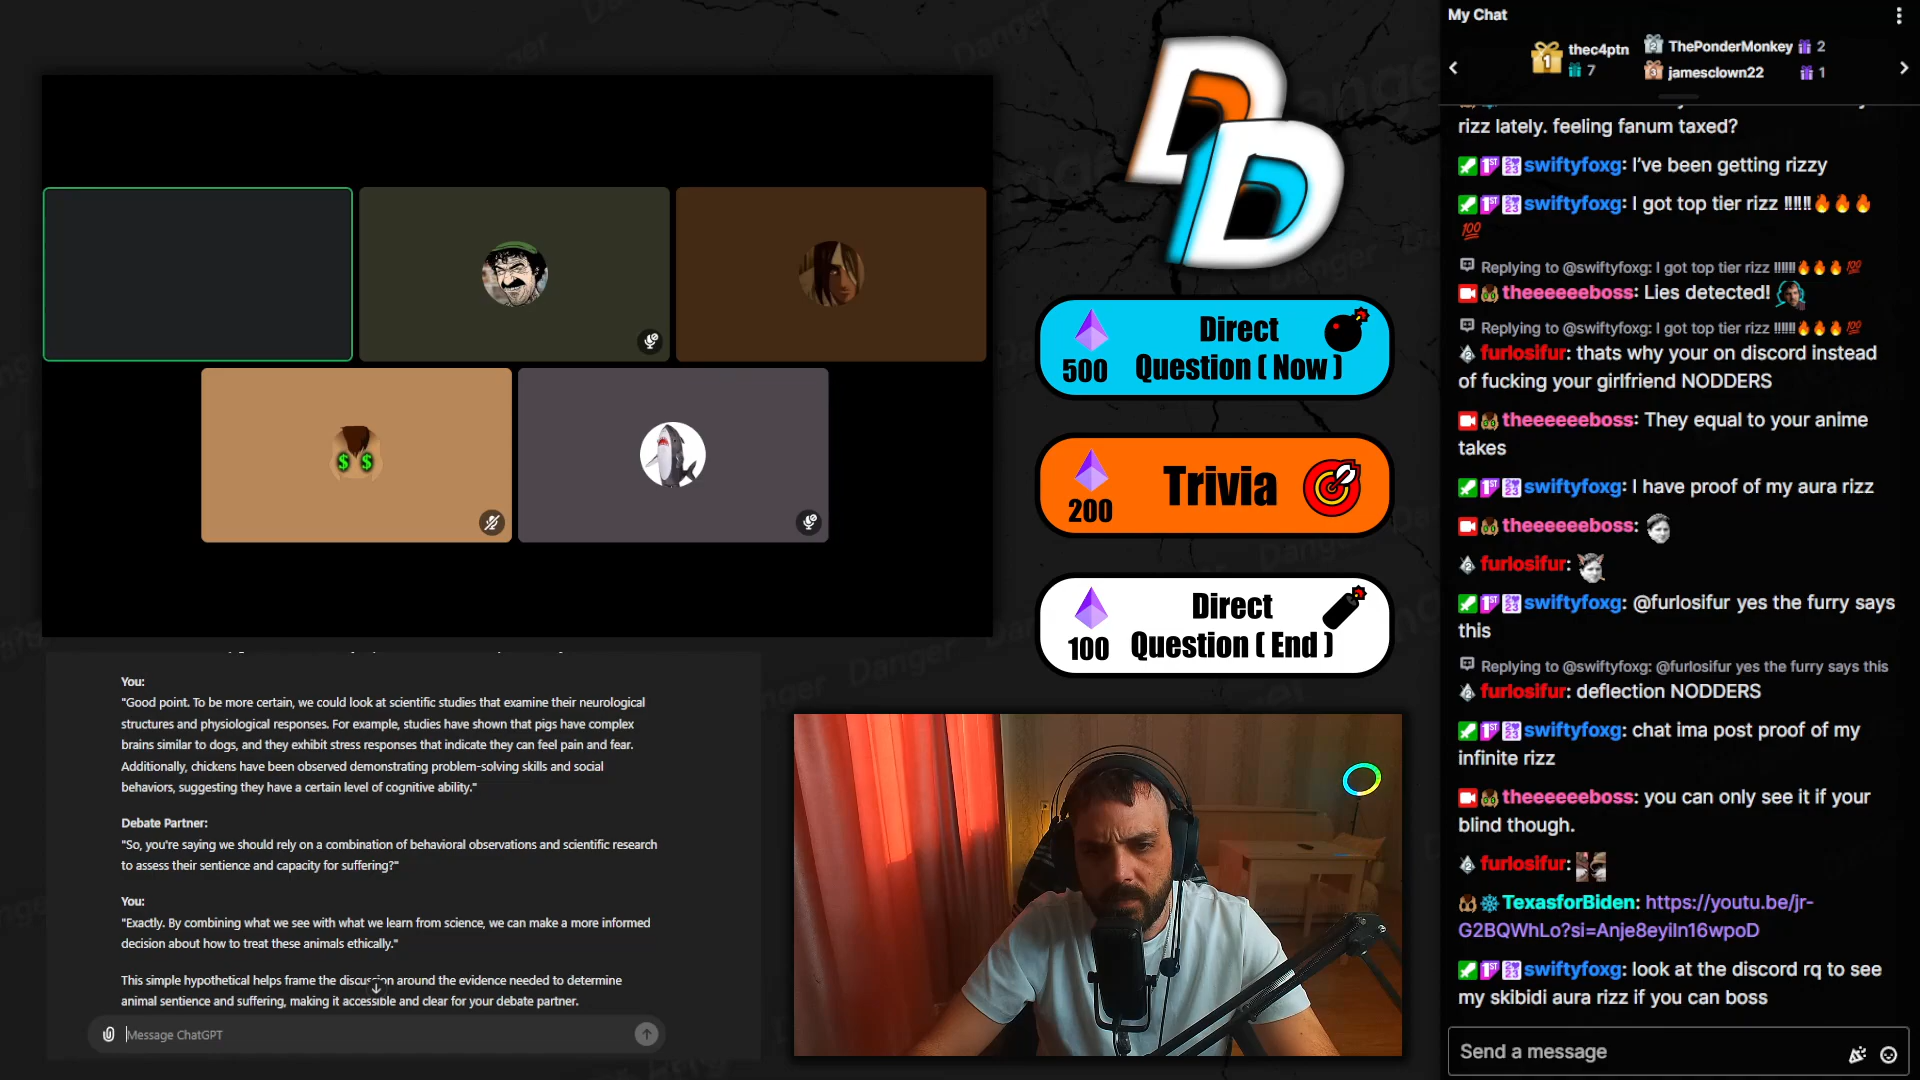 My Chat
1 thec4ptn
7
2 ThePonderMonkey 2
3 jamesclown22 1
rizz lately. feeling fanum taxed?
swiftyfoxg: I've been getting rizzy
swiftyfoxg: I got top tier rizz !!!!!!🔥🔥🔥
💯
Replying to @swiftyfoxg: I got top tier rizz !!!!!!🔥🔥🔥💯
theeeeeeboss: Lies detected!
Replying to @swiftyfoxg: I got top tier rizz !!!!!!🔥🔥🔥💯
furlosifur: thats why your on discord instead
of fucking your girlfriend NODDERS
theeeeeeboss: They equal to your anime
takes
swiftyfoxg: I have proof of my aura rizz
theeeeeeboss:
furlosifur:
swiftyfoxg: @furlosifur yes the furry says
this
Replying to @swiftyfoxg: @furlosifur yes the furry says this
furlosifur: deflection NODDERS
swiftyfoxg: chat ima post proof of my
infinite rizz
theeeeeeboss: you can only see it if your
blind though.
furlosifur:
TexasforBiden: https://youtu.be/jr-
G2BQWhLo?si=Anje8eyiIn16wpoD
swiftyfoxg: look at the discord rq to see
my skibidi aura rizz if you can boss
Send a message
DD
500 Direct
Question ( Now )
200 Trivia
100 Direct
Question ( End )
$ $
You:
"Good point. To be more certain, we could look at scientific studies that examine their neurological
structures and physiological responses. For example, studies have shown that pigs have complex
brains similar to dogs, and they exhibit stress responses that indicate they can feel pain and fear.
Additionally, chickens have been observed demonstrating problem-solving skills and social
behaviors, suggesting they have a certain level of cognitive ability."
Debate Partner:
"So, you're saying we should rely on a combination of behavioral observations and scientific research
to assess their sentience and capacity for suffering?"
You:
"Exactly. By combining what we see with what we learn from science, we can make a more informed
decision about how to treat these animals ethically."
This simple hypothetical helps frame the discussion around the evidence needed to determine
animal sentience and suffering, making it accessible and clear for your debate partner.
Message ChatGPT